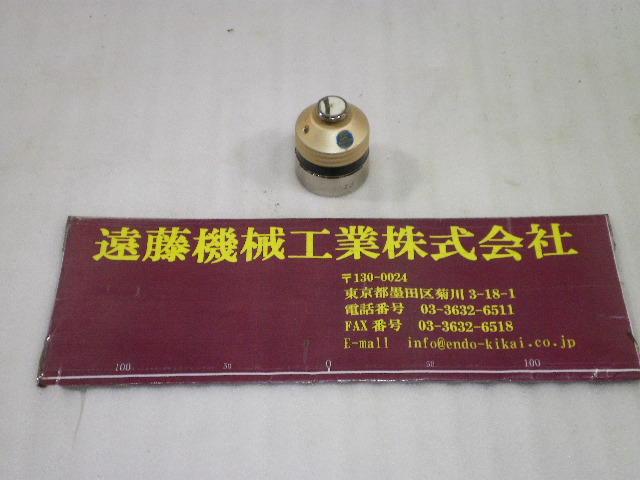 遠藤機械工業株式会社
〒130-0024
東京都墨田区菊川 3-18-1
電話番号 03-3632-6511
FAX 番号 03-3632-6518
E-mail info@endo-kikai.co.jp
100 50 0 50 100